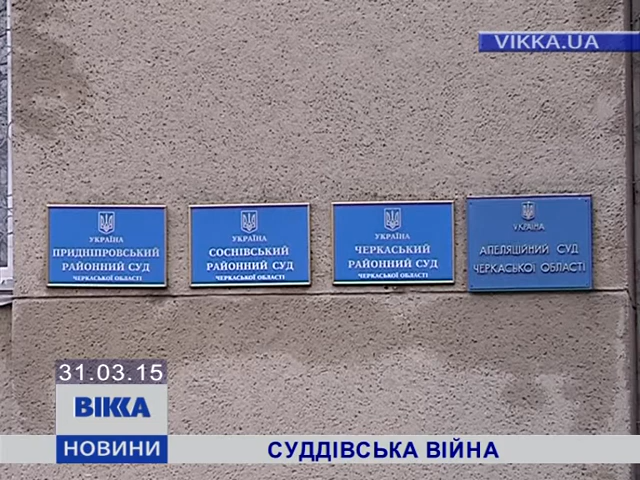 VIKKA.UA
УКРАЇНА
ПРИДНІПРОВСЬКИЙ
РАЙОННИЙ СУД
ЧЕРКАСЬКОЇ ОБЛАСТІ
УКРАЇНА
СОСНІВСЬКИЙ
РАЙОННИЙ СУД
ЧЕРКАСЬКОЇ ОБЛАСТІ
УКРАЇНА
ЧЕРКАСЬКИЙ
РАЙОННИЙ СУД
ЧЕРКАСЬКОЇ ОБЛАСТІ
УКРАЇНА
АПЕЛЯЦІЙНИЙ СУД
ЧЕРКАСЬКОЇ ОБЛАСТІ
31.03.15
ВІККА
НОВИНИ
СУДДІВСЬКА ВІЙНА